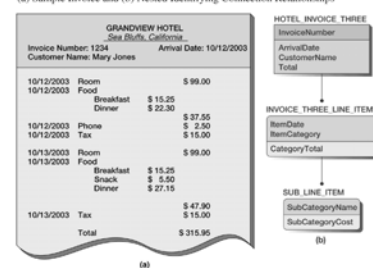 (a) Sample Invoice and (b) Nested Identifying Connection Relationships
GRANDVIEW HOTEL
Sea Bluffs, California
Invoice Number: 1234 Arrival Date: 10/12/2003
Customer Name: Mary Jones
10/12/2003 Room $ 99.00
10/12/2003 Food
Breakfast $ 15.25
Dinner $ 22.30
$ 37.55
10/12/2003 Phone $ 2.50
10/12/2003 Tax $ 15.00
10/13/2003 Room $ 99.00
10/13/2003 Food
Breakfast $ 15.25
Snack $ 5.50
Dinner $ 27.15
$ 47.90
10/13/2003 Tax $ 15.00
Total $ 315.95
(a)
HOTEL_INVOICE_THREE
InvoiceNumber
ArrivalDate
CustomerName
Total
INVOICE_THREE_LINE_ITEM
ItemDate
ItemCategory
CategoryTotal
SUB_LINE_ITEM
SubCategoryName
SubCategoryCost
(b)